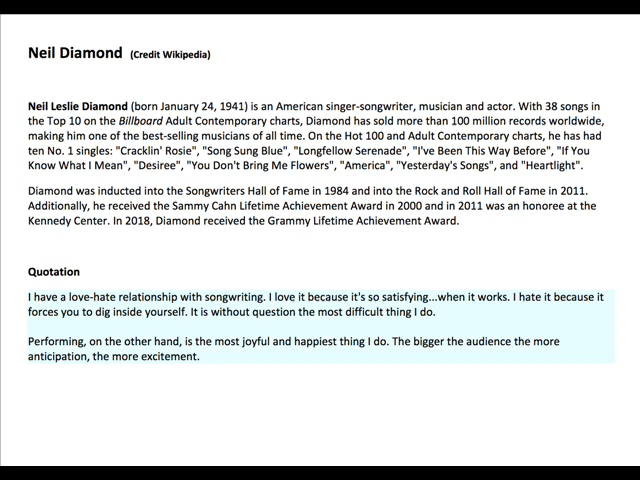 Neil Diamond (Credit Wikipedia)
Neil Leslie Diamond (born January 24, 1941) is an American singer-songwriter, musician and actor. With 38 songs in
the Top 10 on the Billboard Adult Contemporary charts, Diamond has sold more than 100 million records worldwide,
making him one of the best-selling musicians of all time. On the Hot 100 and Adult Contemporary charts, he has had
ten No. 1 singles: "Cracklin' Rosie", "Song Sung Blue", "Longfellow Serenade", "I've Been This Way Before", "If You
Know What I Mean", "Desiree", "You Don't Bring Me Flowers", "America", "Yesterday's Songs", and "Heartlight".
Diamond was inducted into the Songwriters Hall of Fame in 1984 and into the Rock and Roll Hall of Fame in 2011.
Additionally, he received the Sammy Cahn Lifetime Achievement Award in 2000 and in 2011 was an honoree at the
Kennedy Center. In 2018, Diamond received the Grammy Lifetime Achievement Award.
Quotation
I have a love-hate relationship with songwriting. I love it because it's so satisfying...when it works. I hate it because it
forces you to dig inside yourself. It is without question the most difficult thing I do.
Performing, on the other hand, is the most joyful and happiest thing I do. The bigger the audience the more
anticipation, the more excitement.